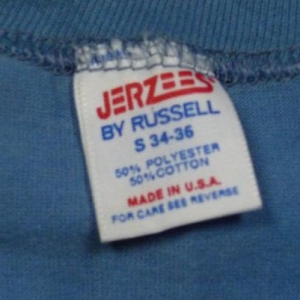 JERZEES
BY RUSSELL
S 34-36
50% POLYESTER
50% COTTON
MADE IN U.S.A.
FOR CARE SEE REVERSE